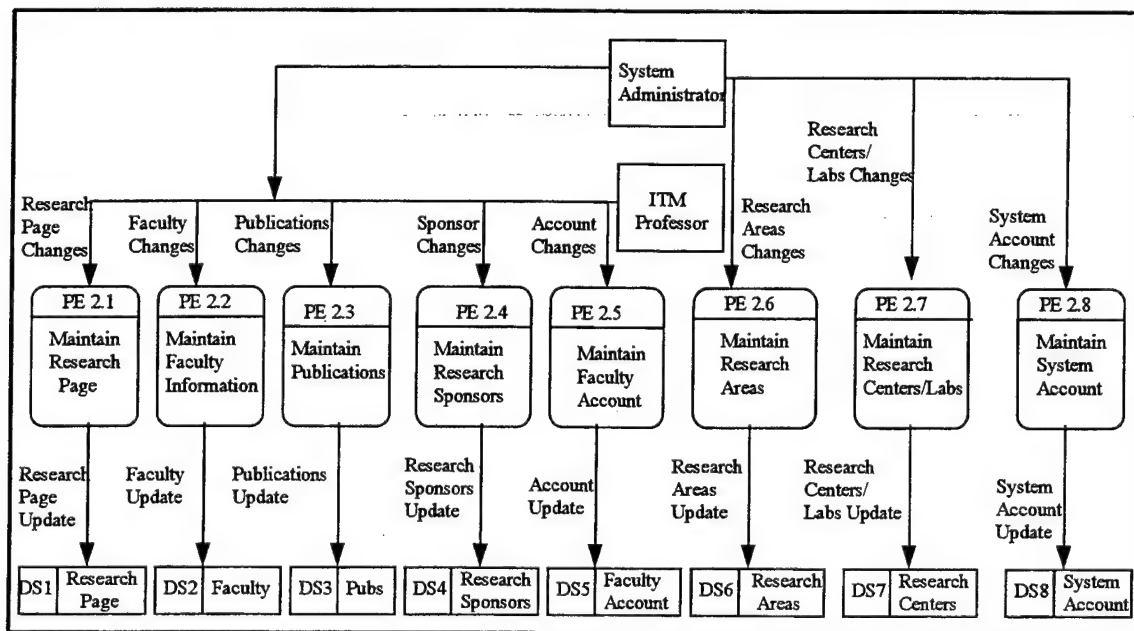 System
Administrator
ITM
Professor
Research
Page
Changes
Faculty
Changes
Publications
Changes
Sponsor
Changes
Account
Changes
Research
Areas
Changes
Research
Centers/
Labs Changes
System
Account
Changes
PE 2.1
Maintain
Research
Page
PE 2.2
Maintain
Faculty
Information
PE 2.3
Maintain
Publications
PE 2.4
Maintain
Research
Sponsors
PE 2.5
Maintain
Faculty
Account
PE 2.6
Maintain
Research
Areas
PE 2.7
Maintain
Research
Centers/Labs
PE 2.8
Maintain
System
Account
Research
Page
Update
Faculty
Update
Publications
Update
Research
Sponsors
Update
Account
Update
Research
Areas
Update
Research
Centers/
Labs Update
System
Account
Update
DS1
Research
Page
DS2
Faculty
DS3
Pubs
DS4
Research
Sponsors
DS5
Faculty
Account
DS6
Research
Areas
DS7
Research
Centers
DS8
System
Account